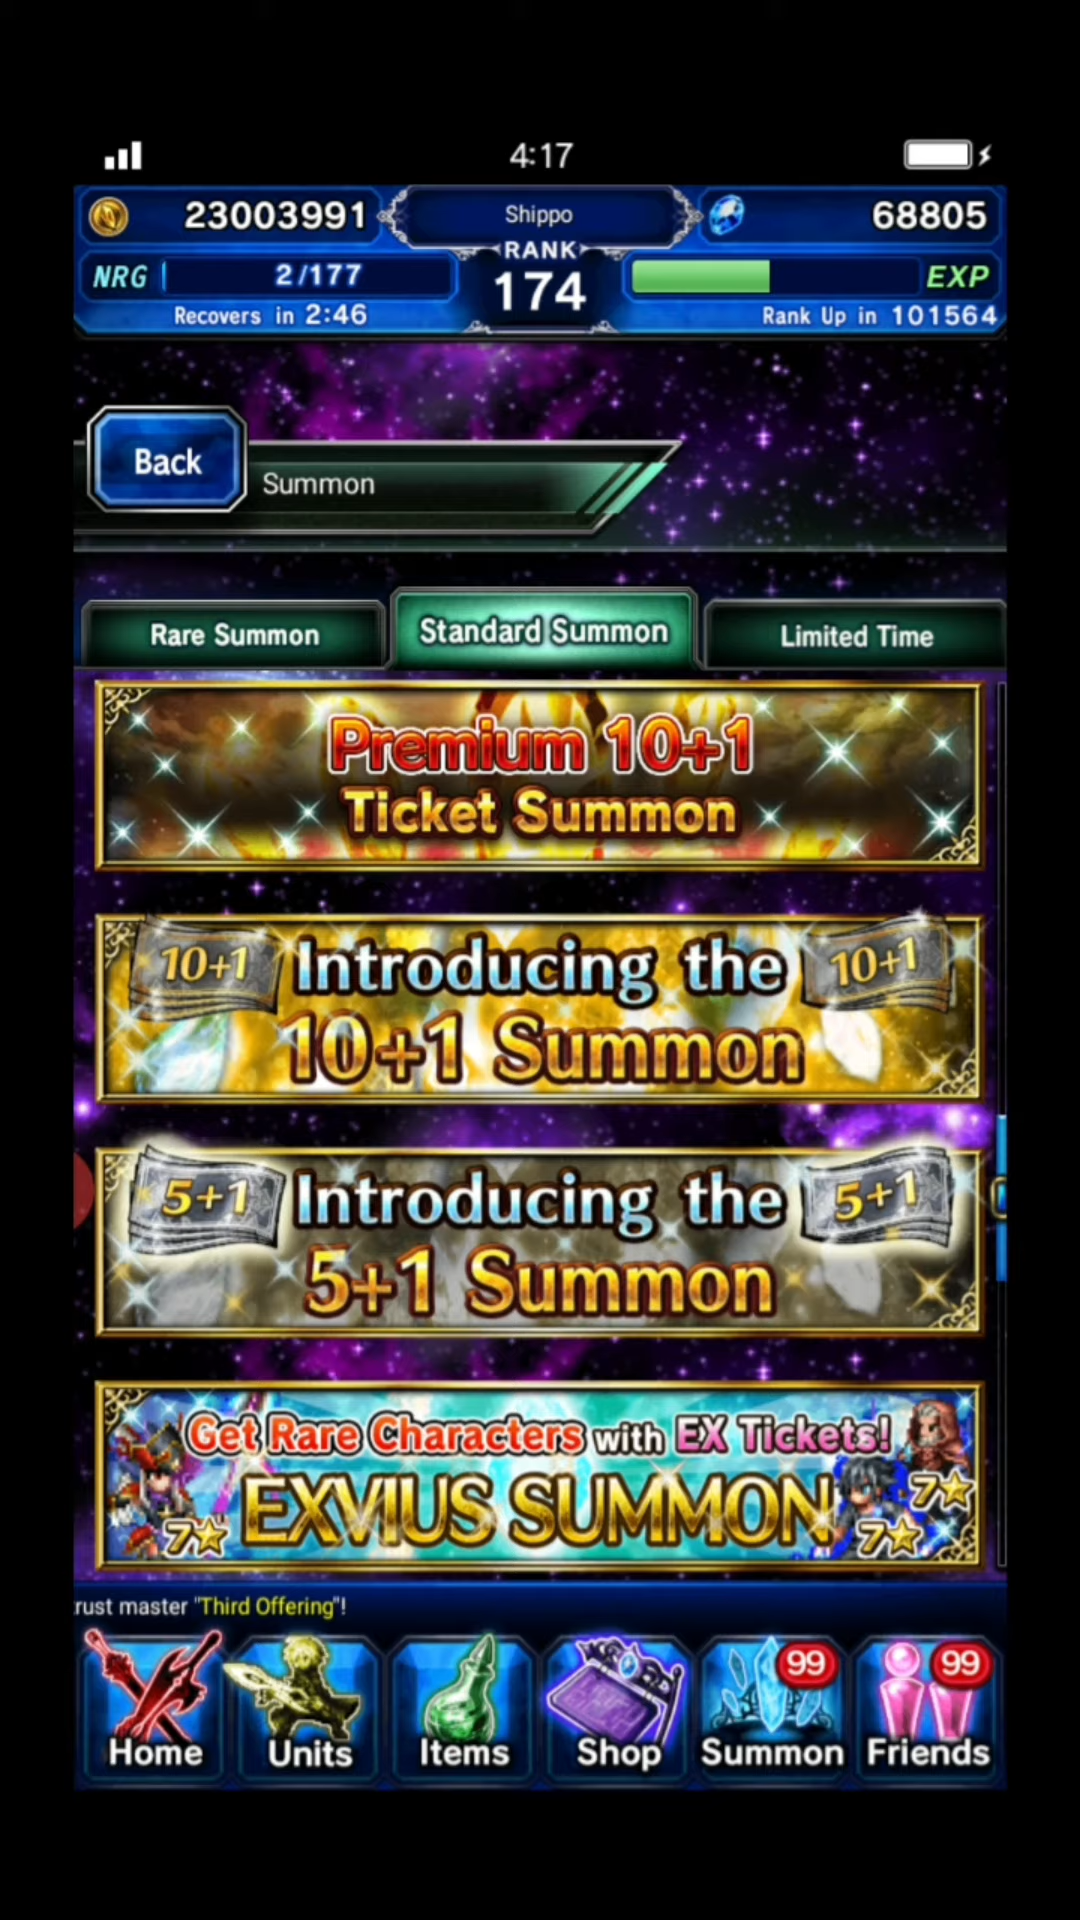 4:17
23003991
Shippo
68805
RANK
174
NRG
2/177
EXP
Recovers in 2:46
Rank Up in 101564
Back
Summon
Rare Summon
Standard Summon
Limited Time
Premium 10+1
Ticket Summon
10+1
Introducing the
10+1
10+1 Summon
5+1
Introducing the
5+1
5+1 Summon
Get Rare Characters with EX Tickets!
EXVIUS SUMMON
7
7
7
rust master "Third Offering"!
99
99
Home
Units
Items
Shop
Summon
Friends